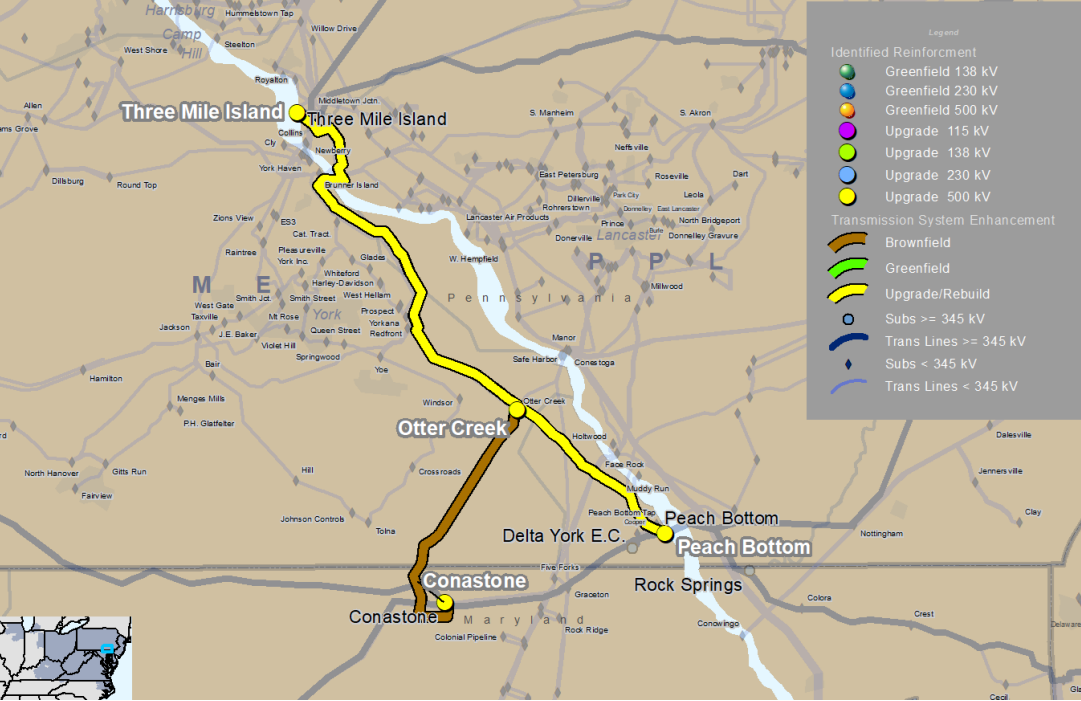 Harrisburg
Hummelstown Tap
Willow Drive
Camp
Hill
Steelton
West Shore
Royalton
Allen
Middletown Jctn.
Three Mile Island
Three Mile Island
S. Manheim
S. Akron
ams Grove
Collins
Cly
Newberry
Neffsville
York Haven
East Petersburg
Roseville
Dart
Dillsburg
Round Top
Brunner Island
Dillerville
Park City
Leola
Rohrerstown
Donnelley
East Lancaster
Zions View
ES3
Lancaster Air Products
Prince
North Bridgeport
Cat. Tract.
Donerville
Lancaster
Buite
Donnelley Gravure
Raintree
Pleasureville
York Inc.
Glades
W. Hempfield
P P L
Whiteford
Harley-Davidson
M E
Millwood
Smith Jct.
Smith Street
West Hellam
Pennsylvania
West Gate
Taxville
Mt Rose
York
Prospect
Jackson
J.E. Baker
Queen Street
Yorkana
Redfront
Manor
Violet Hill
Springwood
Safe Harbor
Conestoga
Bair
Yoe
Hamilton
Menges Mills
Windsor
Otter Creek
P.H. Glatfelter
Otter Creek
Holtwood
rd
North Hanover
Gitts Run
Hill
Crossroads
Face Rock
Fairview
Muddy Run
Johnson Controls
Tolna
Peach Bottom Tap
Cooper
Peach Bottom
Delta York E.C.
Peach Bottom
Nottingham
Dalesville
Jennersville
Clay
Five Forks
Conastone
Rock Springs
Graceton
Colora
Conastone
Maryland
Crest
Colonial Pipeline
Rock Ridge
Conowingo
Delaware
Cecil
Gla
Legend
Identified Reinforcment
Greenfield 138 kV
Greenfield 230 kV
Greenfield 500 kV
Upgrade 115 kV
Upgrade 138 kV
Upgrade 230 kV
Upgrade 500 kV
Transmission System Enhancement
Brownfield
Greenfield
Upgrade/Rebuild
Subs >= 345 kV
Trans Lines >= 345 kV
Subs < 345 kV
Trans Lines < 345 kV